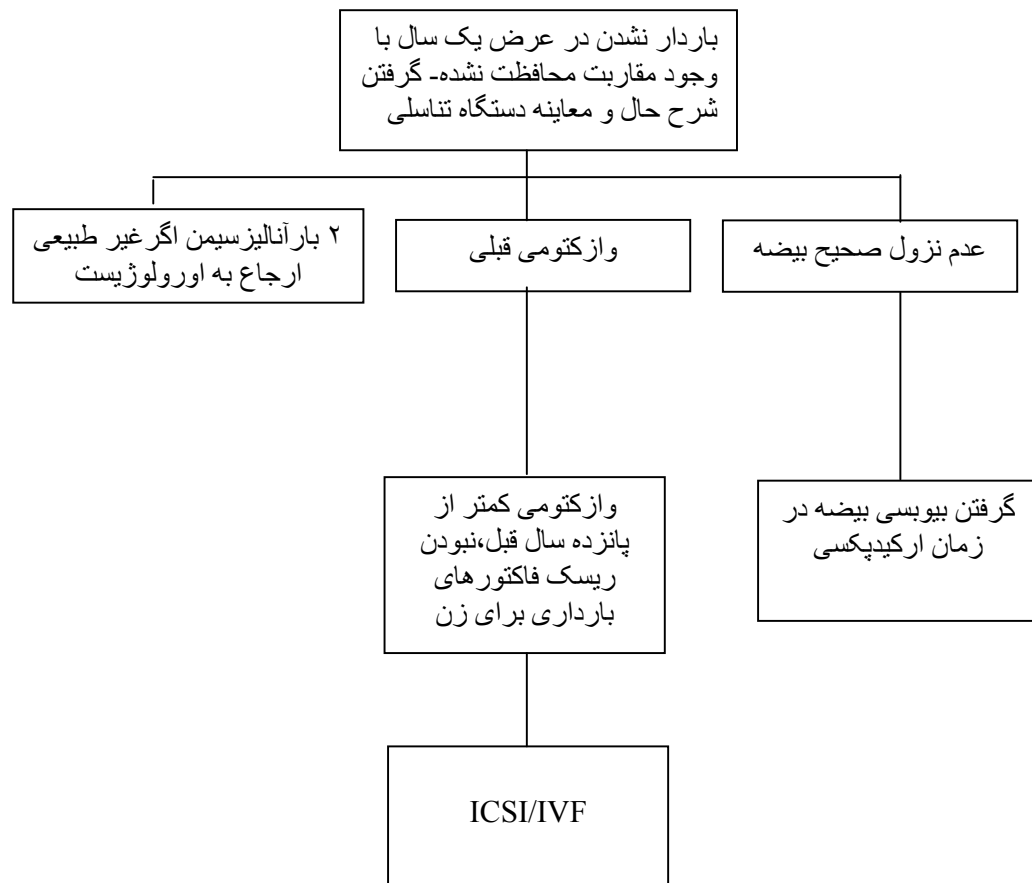 باردار نشدن در عرض یک سال با
وجود مقاربت محافظت نشده- گرفتن
شرح حال و معاینه دستگاه تناسلی
عدم نزول صحیح بیضه
وازکتومی قبلی
۲ بارآنالیزسیمن اگرغیر طبیعی
ارجاع به اورولوژیست
گرفتن بیوبسی بیضه در
زمان ارکیدپکسی
وازکتومی کمتر از
پانزده سال قبل،نبودن
ریسک فاکتورهای
بارداری برای زن
ICSI/IVF